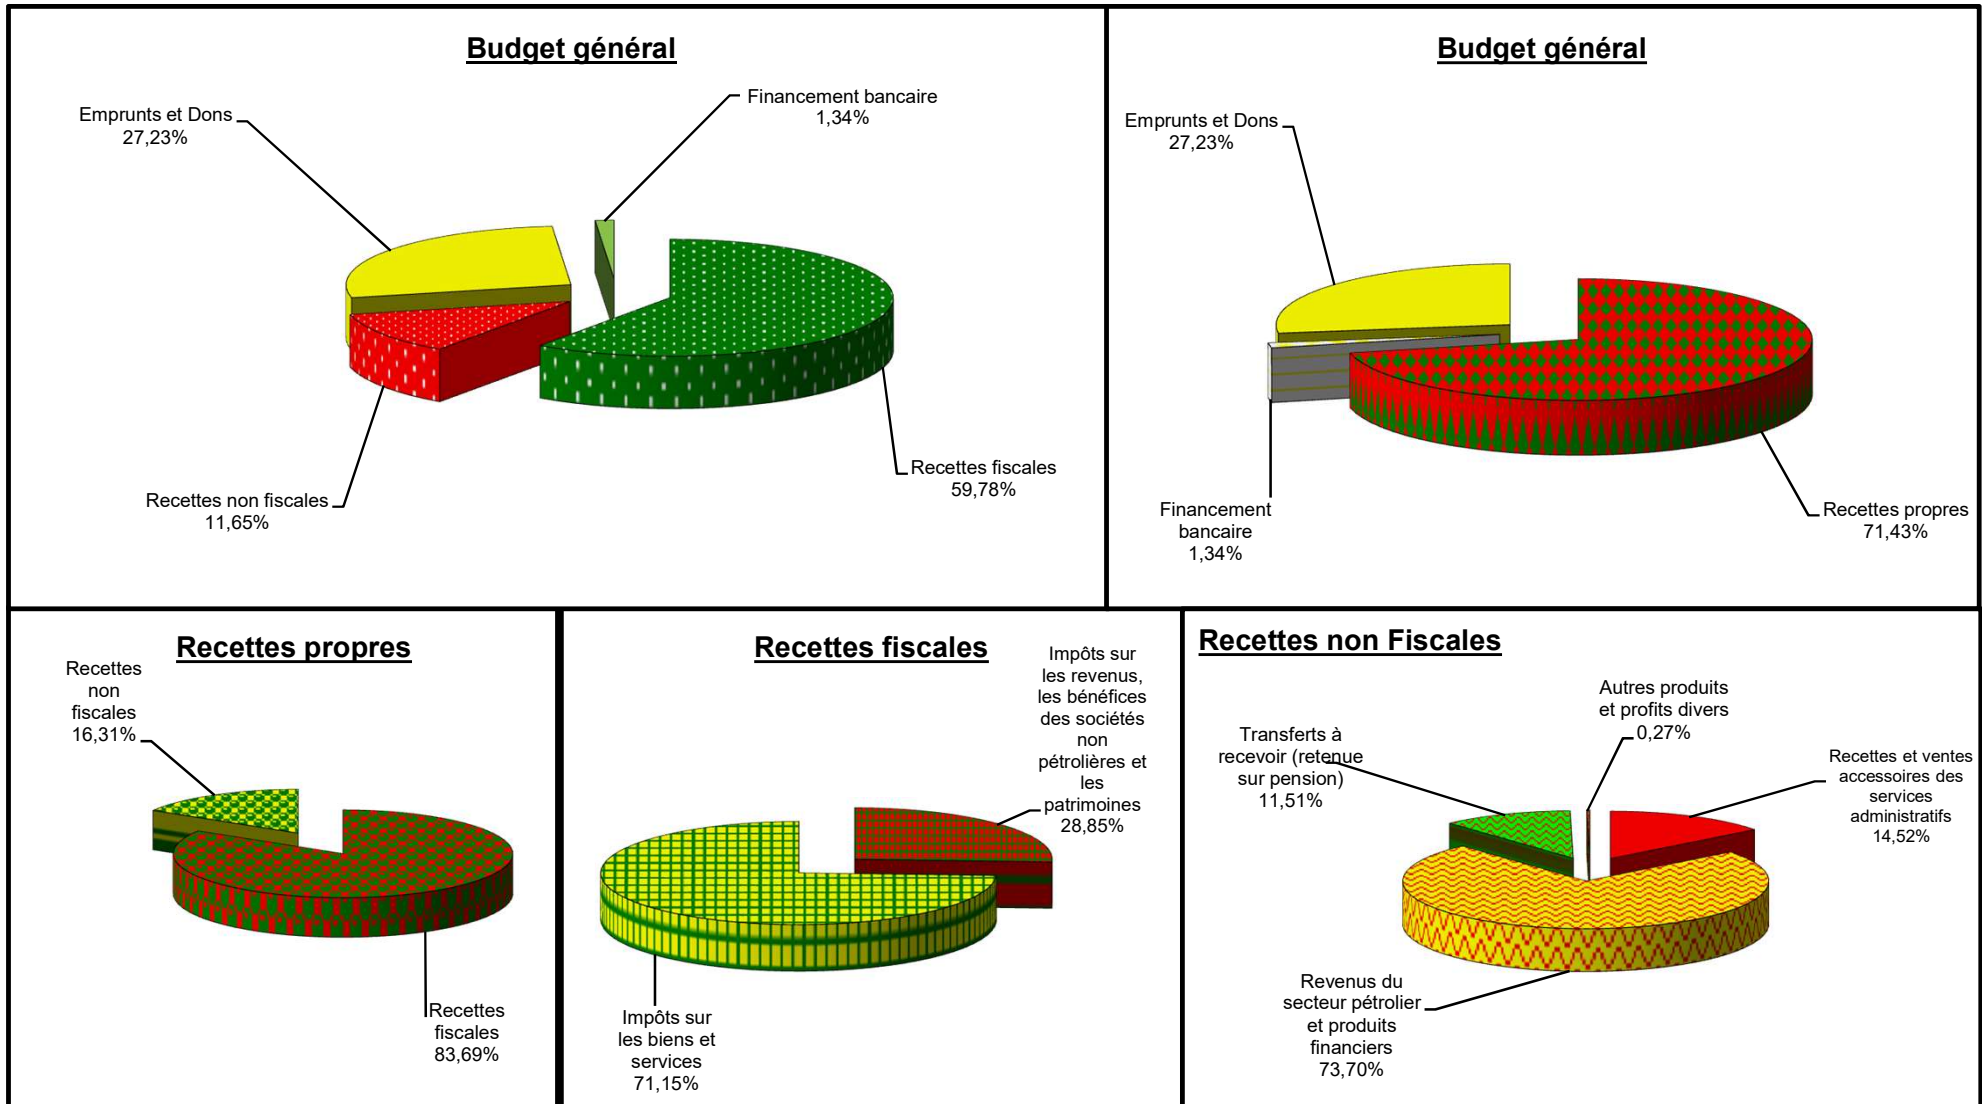 Budget général
Emprunts et Dons
27,23%
Financement bancaire
1,34%
Recettes non fiscales
11,65%
Recettes fiscales
59,78%
Budget général
Emprunts et Dons
27,23%
Financement
bancaire
1,34%
Recettes propres
71,43%
Recettes propres
Recettes
non
fiscales
16,31%
Recettes
fiscales
83,69%
Recettes fiscales
Impôts sur
les revenus,
les bénéfices
des sociétés
non
pétrolières et
les
patrimoines
28,85%
Impôts sur
les biens et
services
71,15%
Recettes non Fiscales
Transferts à
recevoir (retenue
sur pension)
11,51%
Autres produits
et profits divers
0,27%
Recettes et ventes
accessoires des
services
administratifs
14,52%
Revenus du
secteur pétrolier
et produits
financiers
73,70%